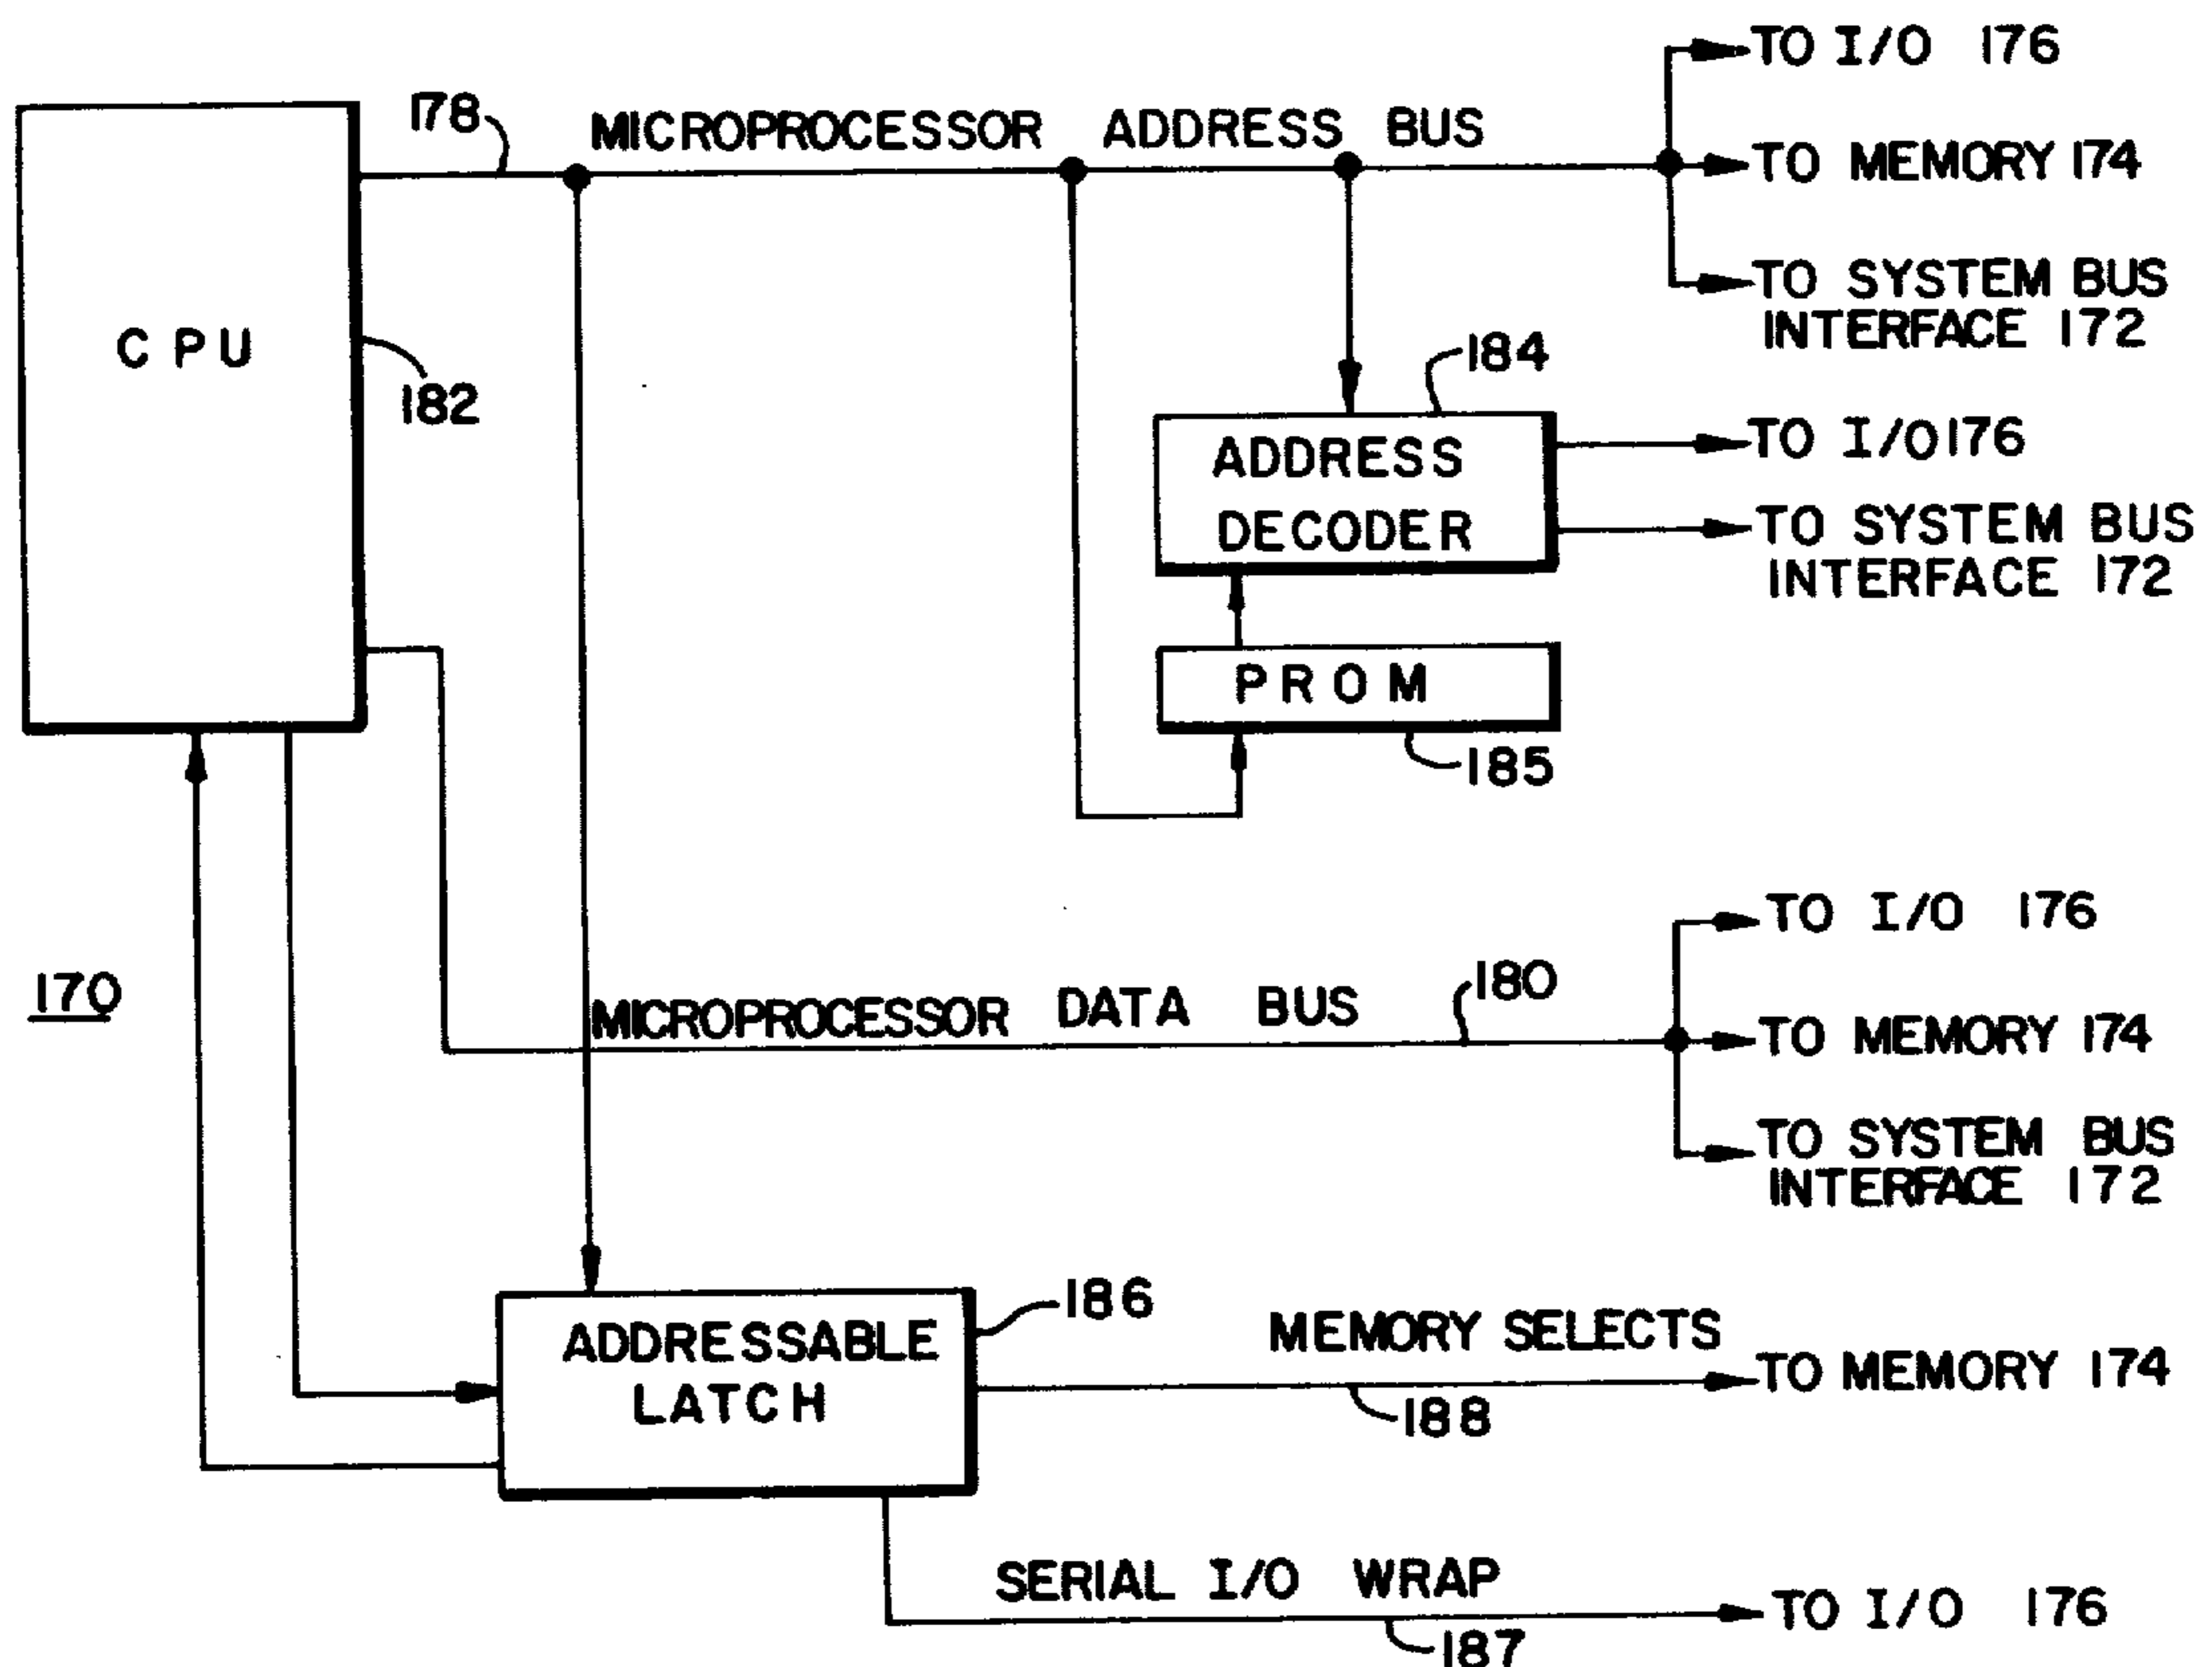 TO I/O 176
178
MICROPROCESSOR ADDRESS BUS
TO MEMORY 174
TO SYSTEM BUS
INTERFACE 172
CPU
182
184
ADDRESS
DECODER
TO I/O 176
TO SYSTEM BUS
INTERFACE 172
PROM
185
TO I/O 176
170
MICROPROCESSOR DATA BUS
180
TO MEMORY 174
TO SYSTEM BUS
INTERFACE 172
186
ADDRESSABLE
LATCH
MEMORY SELECTS
TO MEMORY 174
188
SERIAL I/O WRAP
TO I/O 176
187